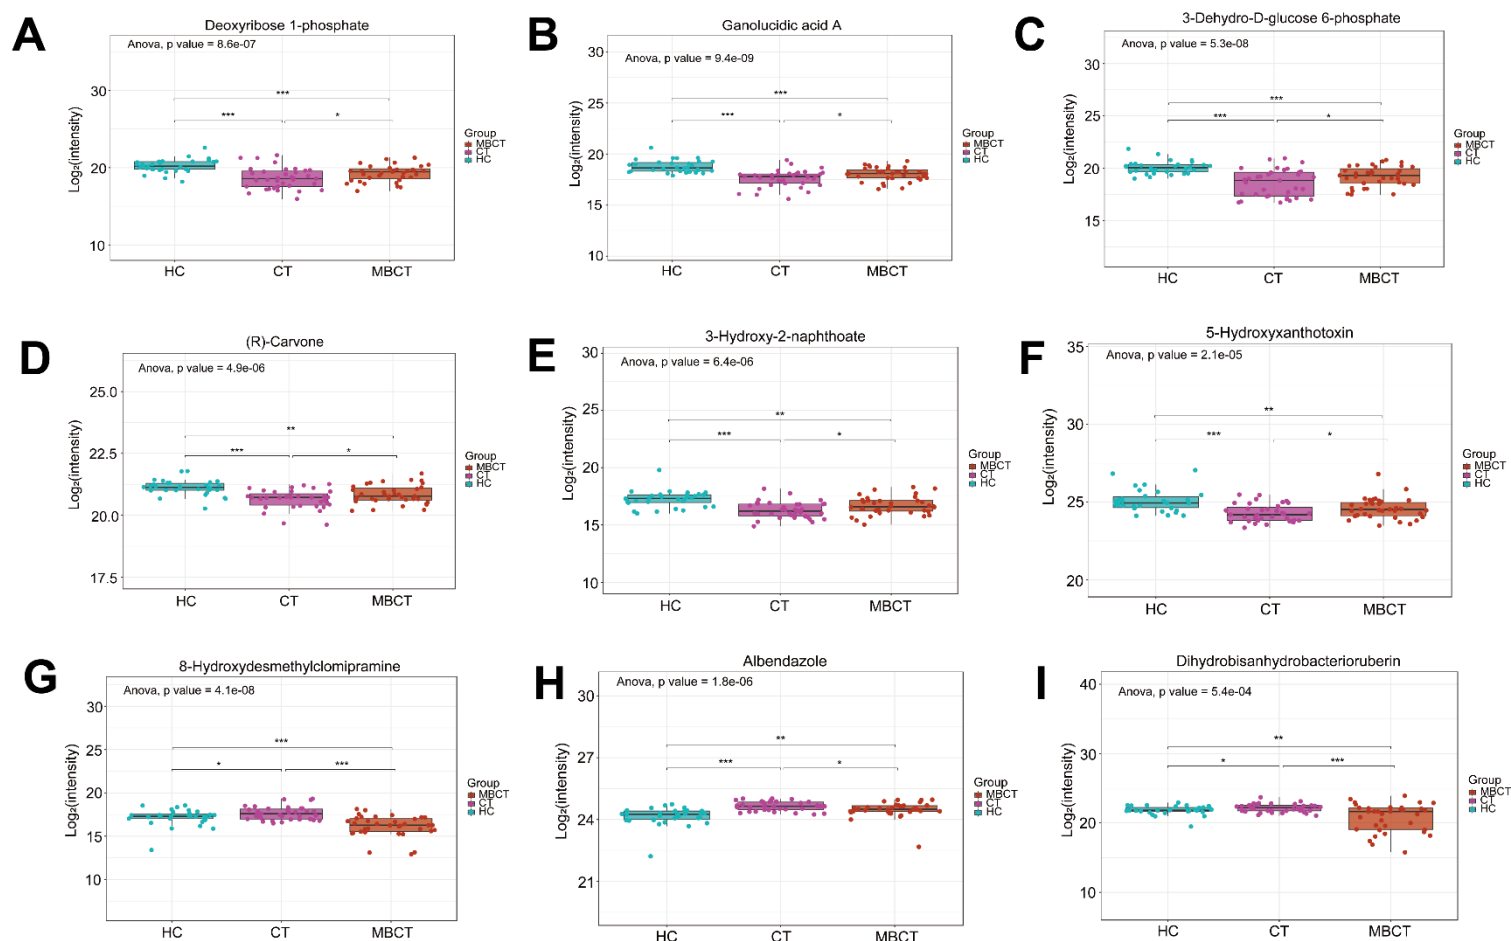 A
Deoxyribose 1-phosphate
Anova, p value = 8.6e-07
***
***
*
Log₂(intensity)
30
20
10
HC
CT
MBCT
Group
MBCT
CT
HC
B
Ganolucidic acid A
Anova, p value = 9.4e-09
***
***
*
Log₂(intensity)
30
25
20
15
10
HC
CT
MBCT
Group
MBCT
CT
HC
C
3-Dehydro-D-glucose 6-phosphate
Anova, p value = 5.3e-08
***
***
*
Log₂(intensity)
30
25
20
15
HC
CT
MBCT
Group
MBCT
CT
HC
D
(R)-Carvone
Anova, p value = 4.9e-06
**
***
*
Log₂(intensity)
25.0
22.5
20.0
17.5
HC
CT
MBCT
Group
MBCT
CT
HC
E
3-Hydroxy-2-naphthoate
Anova, p value = 6.4e-06
**
***
*
Log₂(intensity)
30
25
20
15
10
HC
CT
MBCT
Group
MBCT
CT
HC
F
5-Hydroxyxanthotoxin
Anova, p value = 2.1e-05
**
***
*
Log₂(intensity)
35
30
25
20
HC
CT
MBCT
Group
MBCT
CT
HC
G
8-Hydroxydesmethylclomipramine
Anova, p value = 4.1e-08
***
*
***
Log₂(intensity)
30
25
20
15
10
HC
CT
MBCT
Group
MBCT
CT
HC
H
Albendazole
Anova, p value = 1.8e-06
**
***
*
Log₂(intensity)
30
27
24
21
HC
CT
MBCT
Group
MBCT
CT
HC
I
Dihydrobisanhydrobacterioruberin
Anova, p value = 5.4e-04
**
*
***
Log₂(intensity)
40
30
20
10
HC
CT
MBCT
Group
MBCT
CT
HC